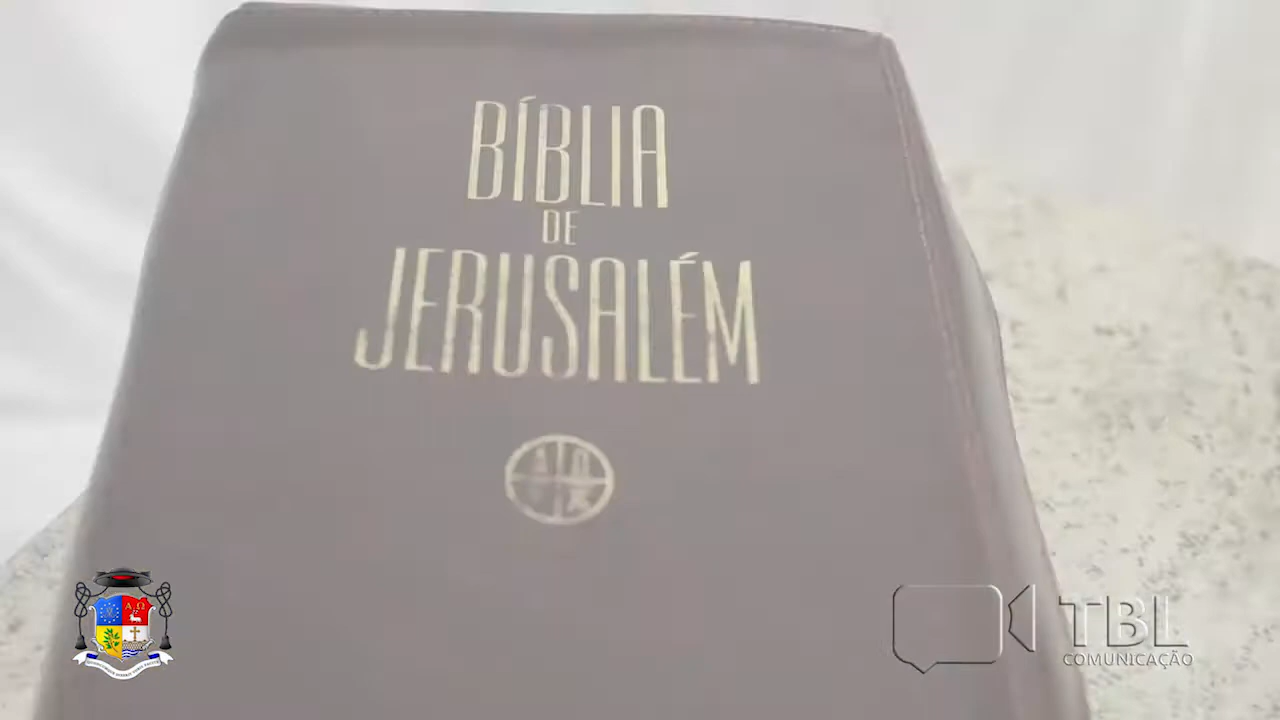 BÍBLIA
DE
JERUSALÉM
A Ω
TBL
COMUNICAÇÃO